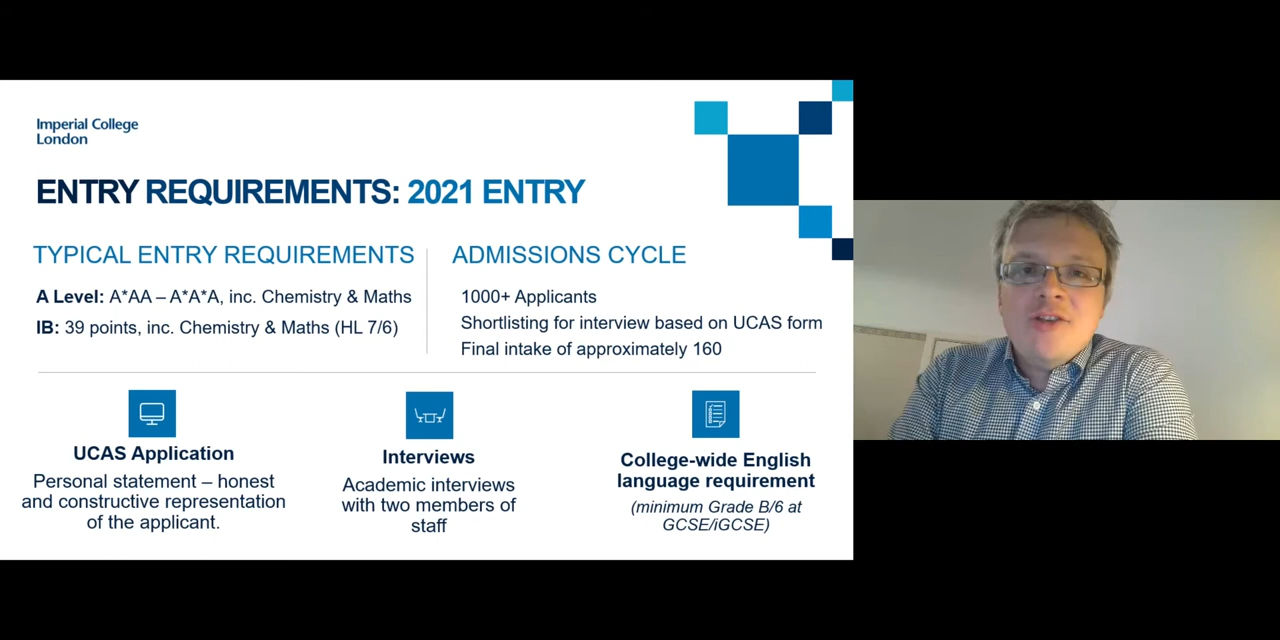 Imperial College
London
ENTRY REQUIREMENTS: 2021 ENTRY
TYPICAL ENTRY REQUIREMENTS
A Level: A*AA – A*A*A, inc. Chemistry & Maths
IB: 39 points, inc. Chemistry & Maths (HL 7/6)
ADMISSIONS CYCLE
1000+ Applicants
Shortlisting for interview based on UCAS form
Final intake of approximately 160
UCAS Application
Personal statement – honest
and constructive representation
of the applicant.
Interviews
Academic interviews
with two members of
staff
College-wide English
language requirement
(minimum Grade B/6 at
GCSE/iGCSE)